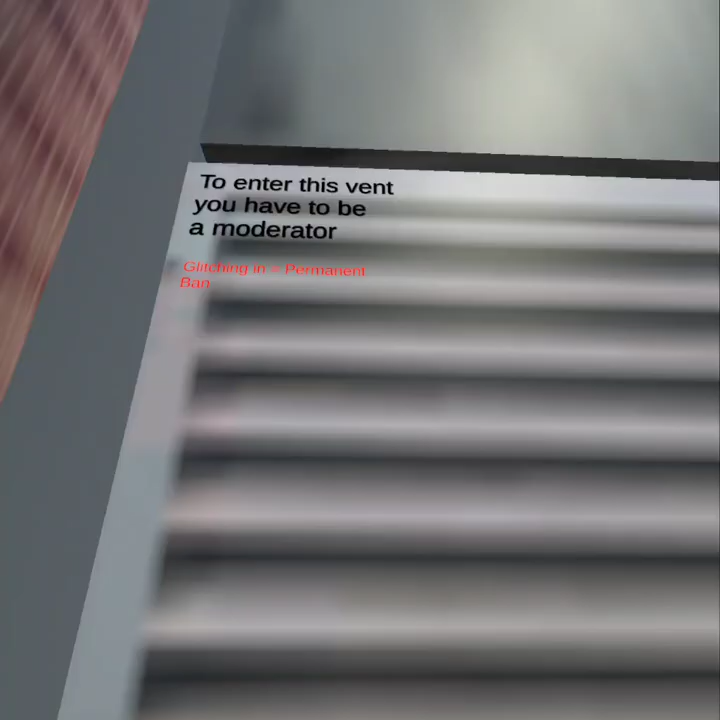 To enter this vent
you have to be
a moderator
Glitching in = Permanent
Ban